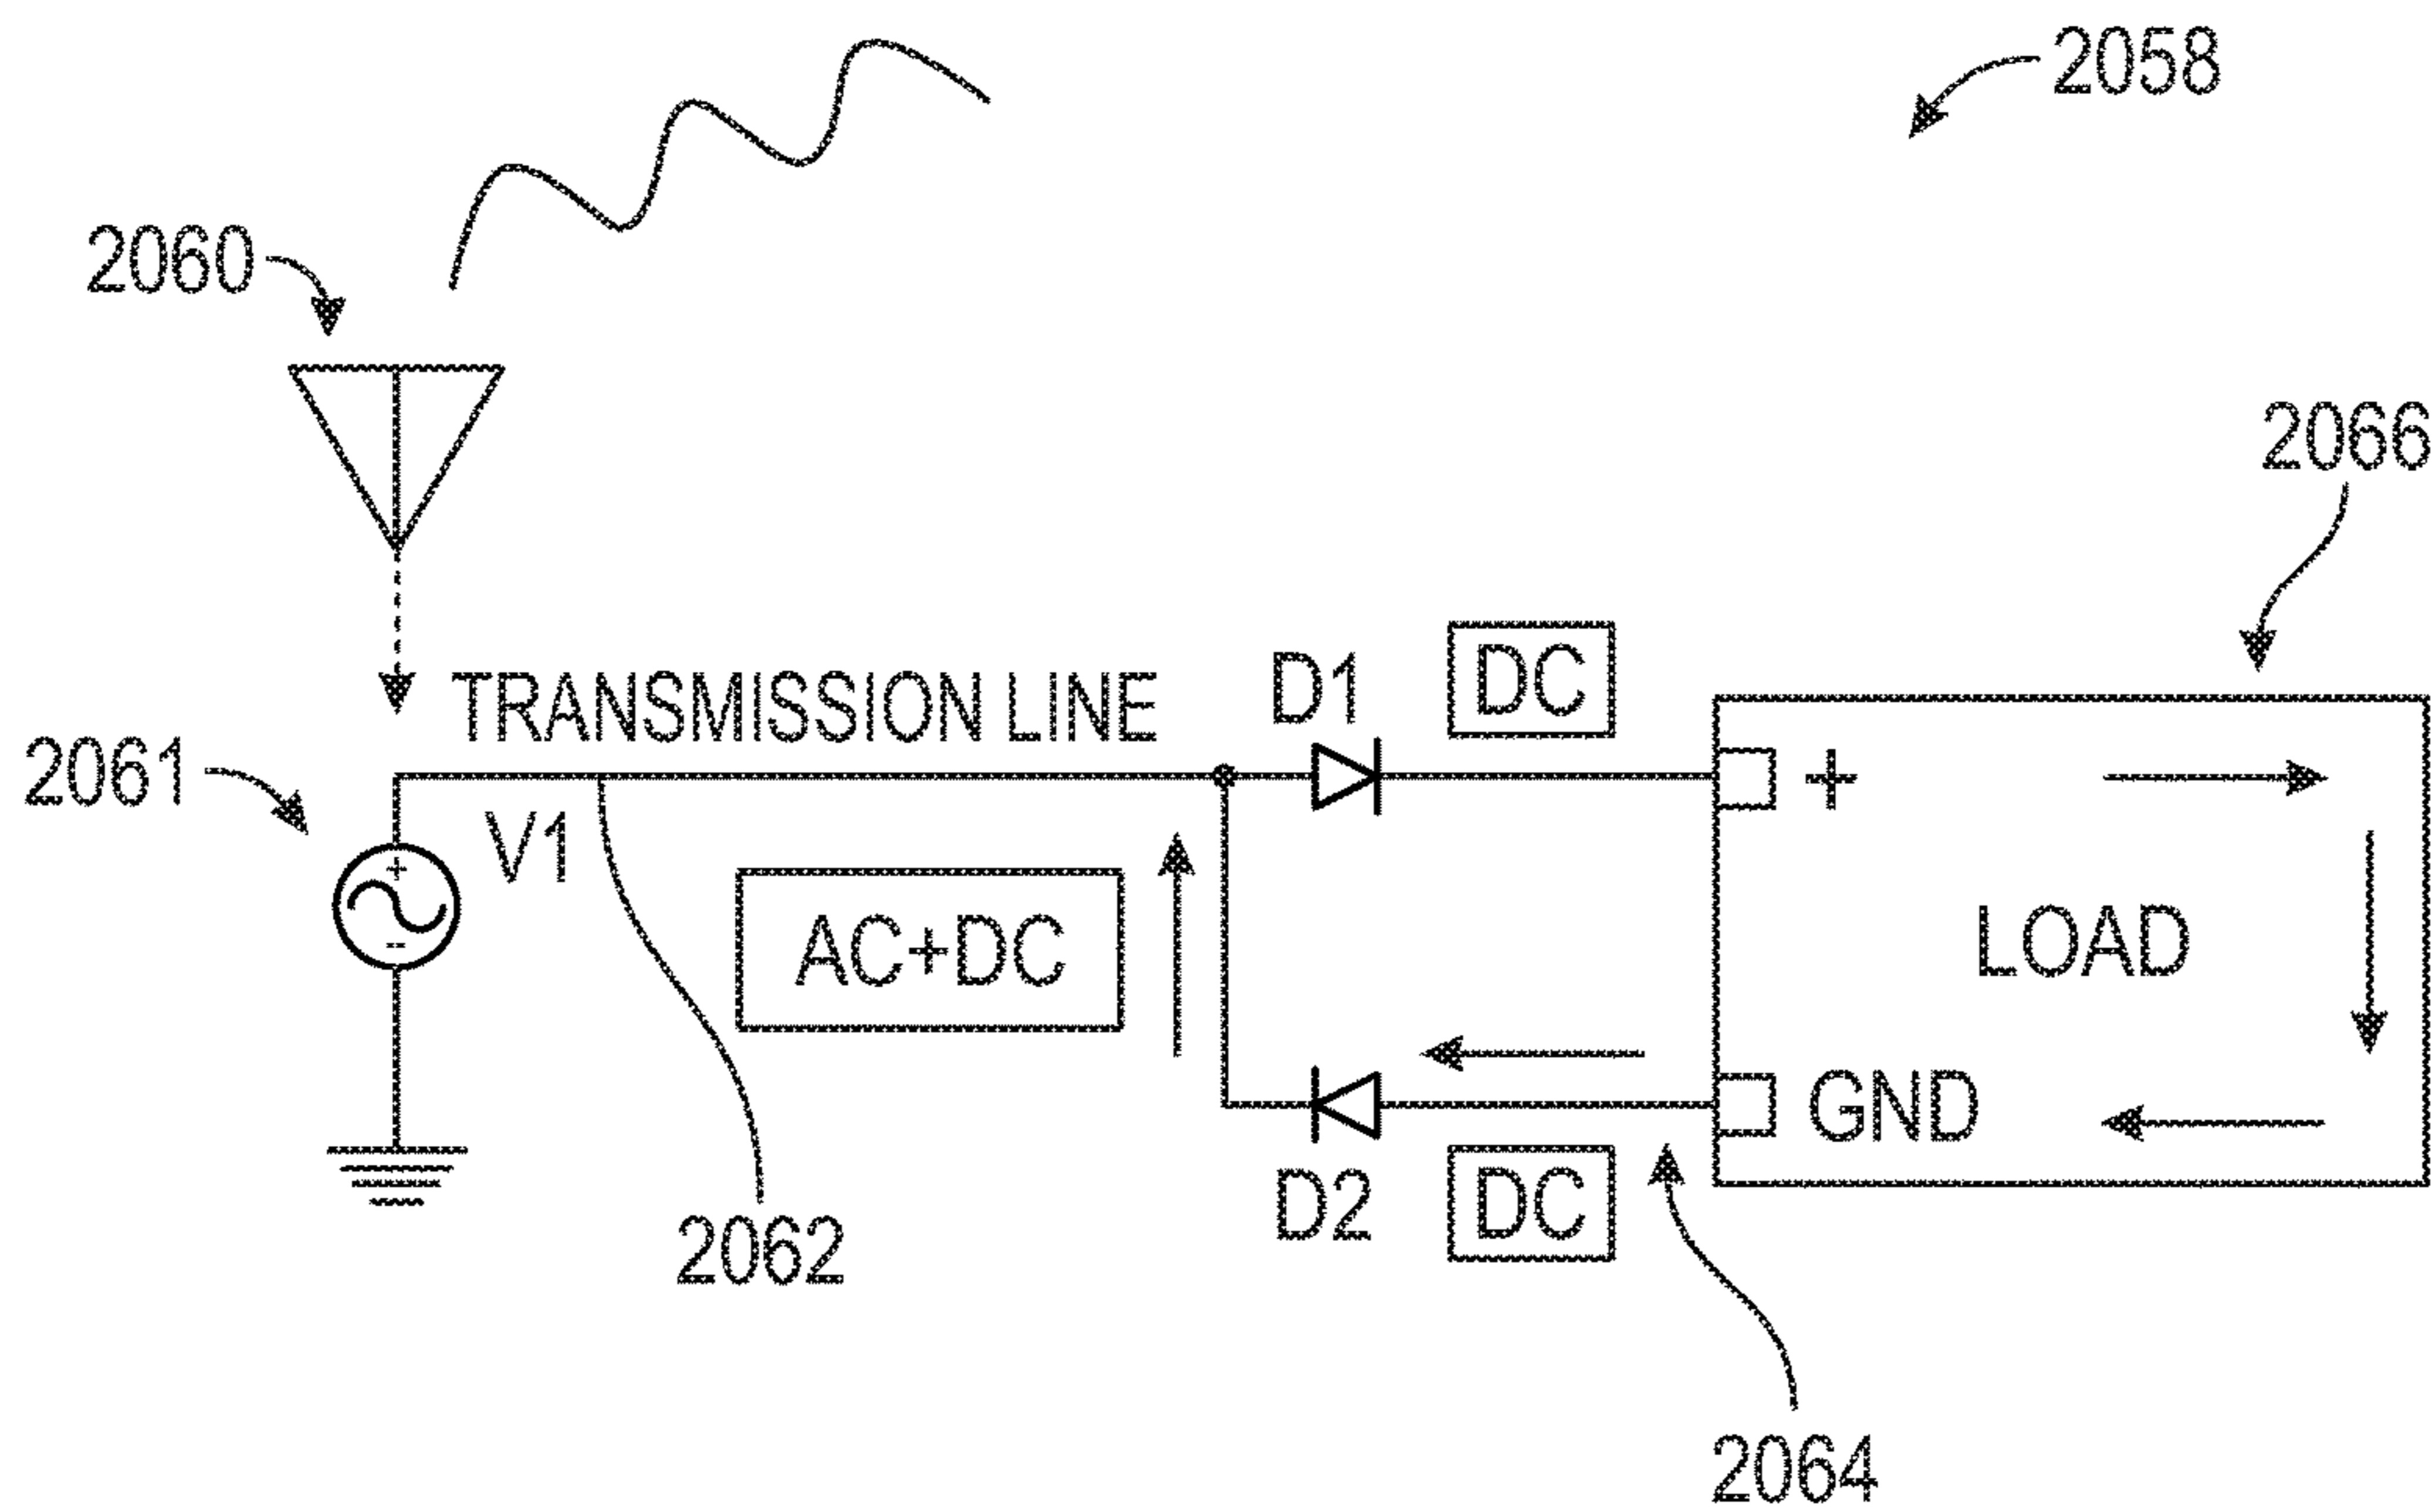 2058
2060
2066
TRANSMISSION LINE
D1
DC
2061
V1
+
+
AC+DC
LOAD
--
GND
D2
DC
2062
2064